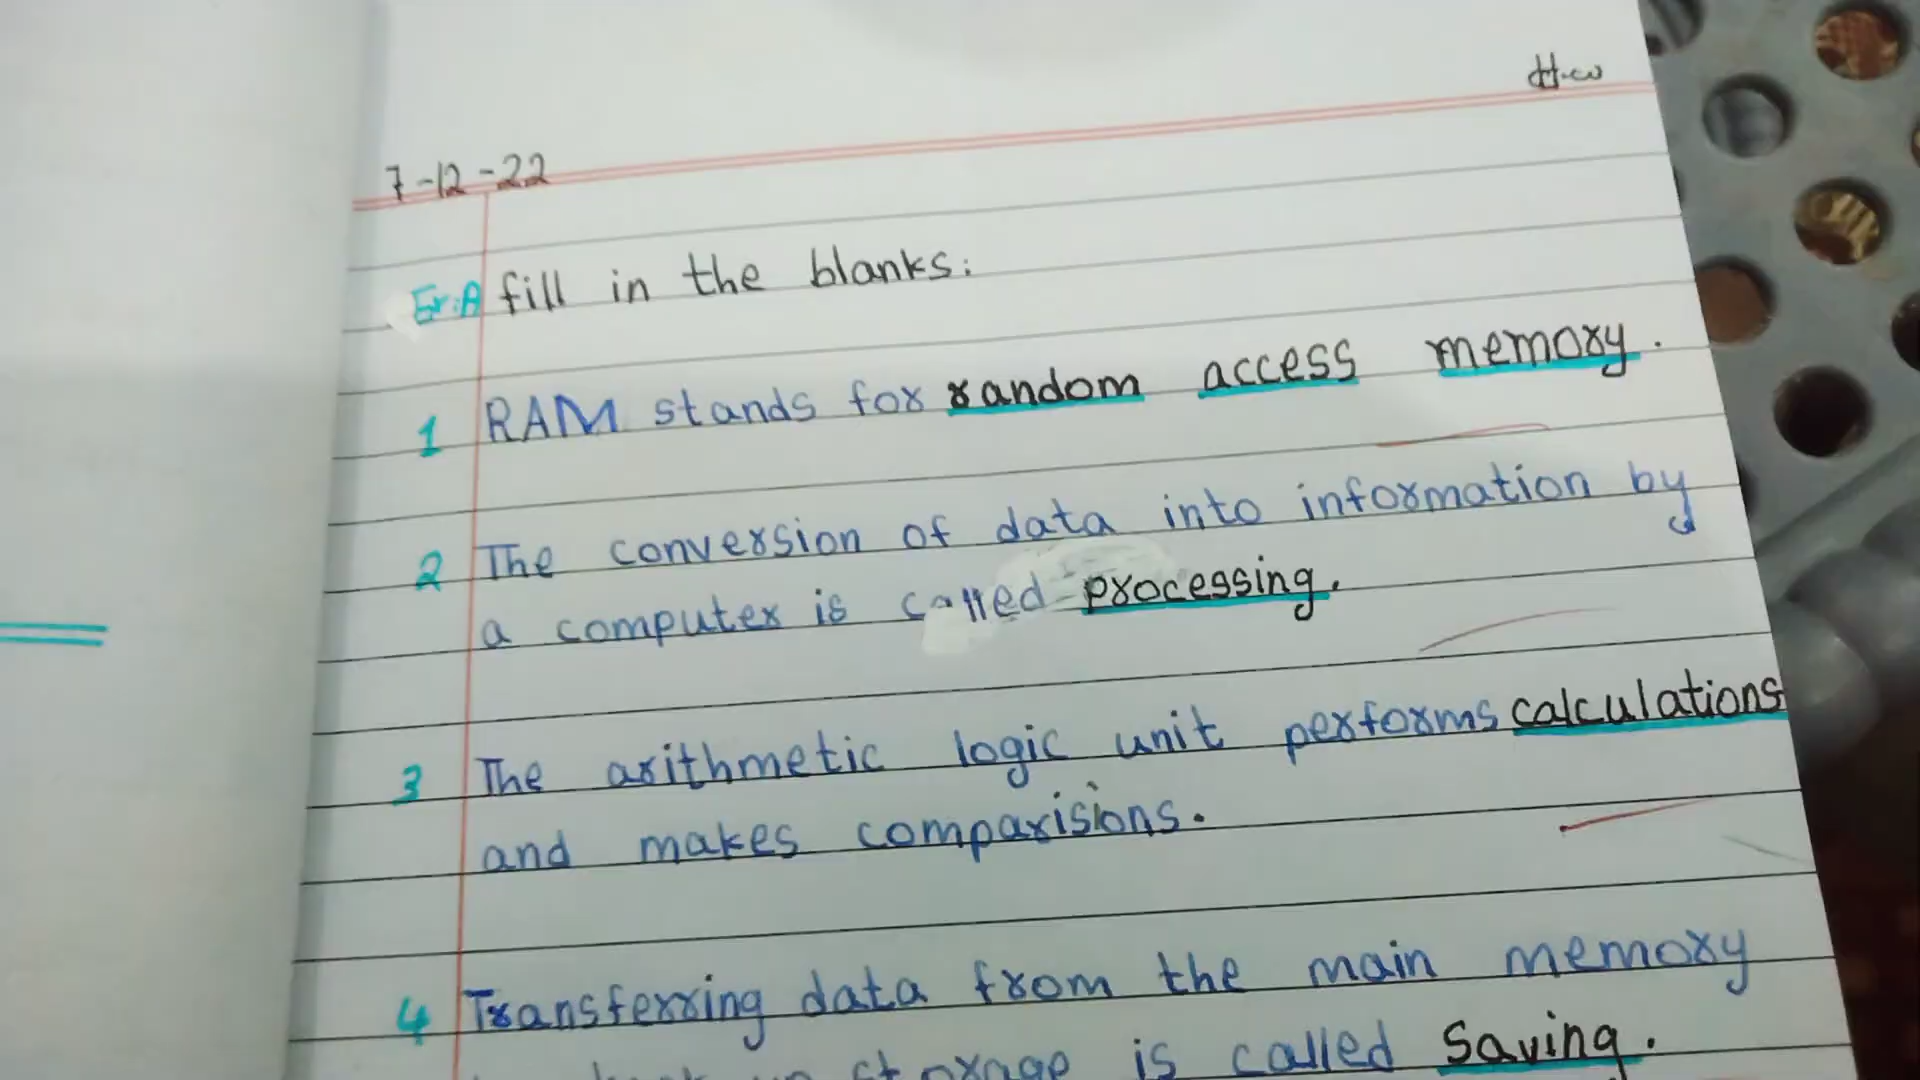 H.w
7-12-22
Ex:A fill in the blanks:
1 RAM stands for random access memory.
2 The conversion of data into information by
a computer is called processing.
3 The arithmetic logic unit performs calculations
and makes comparisions.
4 Transferring data from the main memory
storage is called Saving.